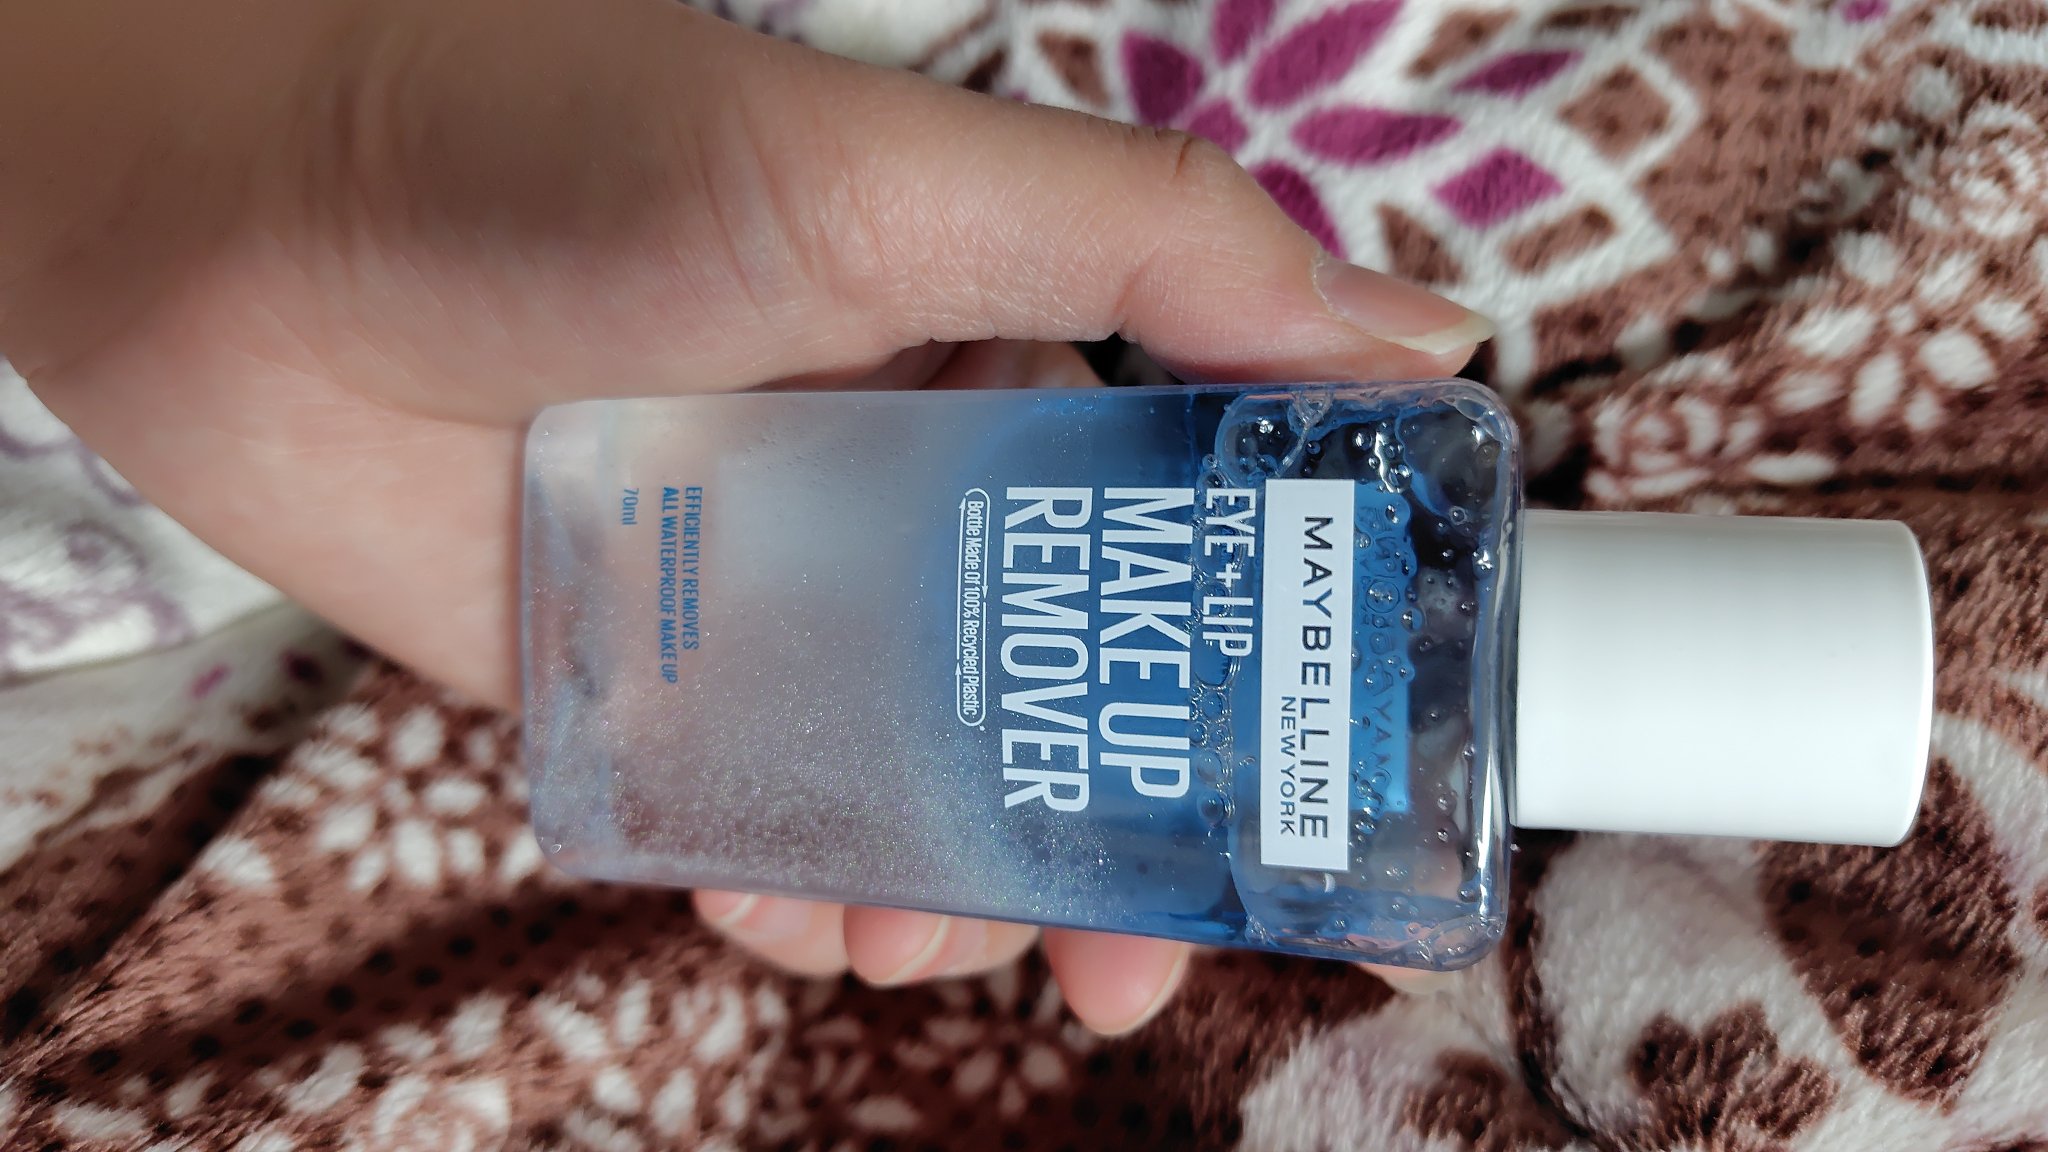 MAYBELLINE
NEW YORK
EYE + LIP
MAKE UP
REMOVER
Bottle Made Of 100% Recycled Plastic*
EFFICIENTLY REMOVES
ALL WATERPROOF MAKE UP
70ml